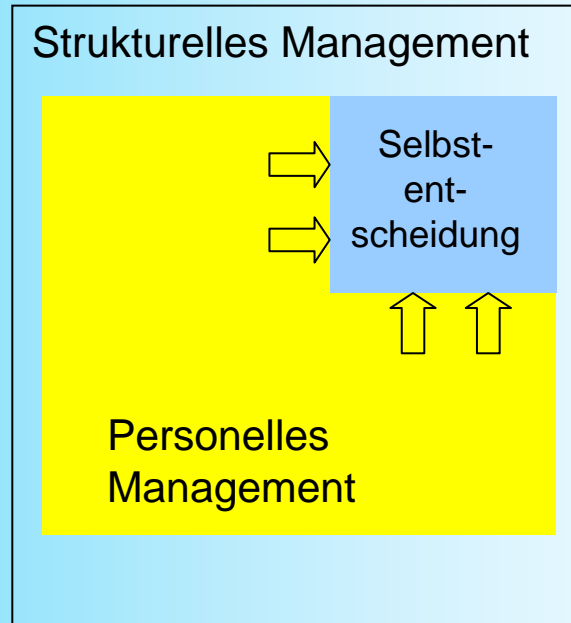 Strukturelles Management
Selbst-
ent-
scheidung
Personelles
Management